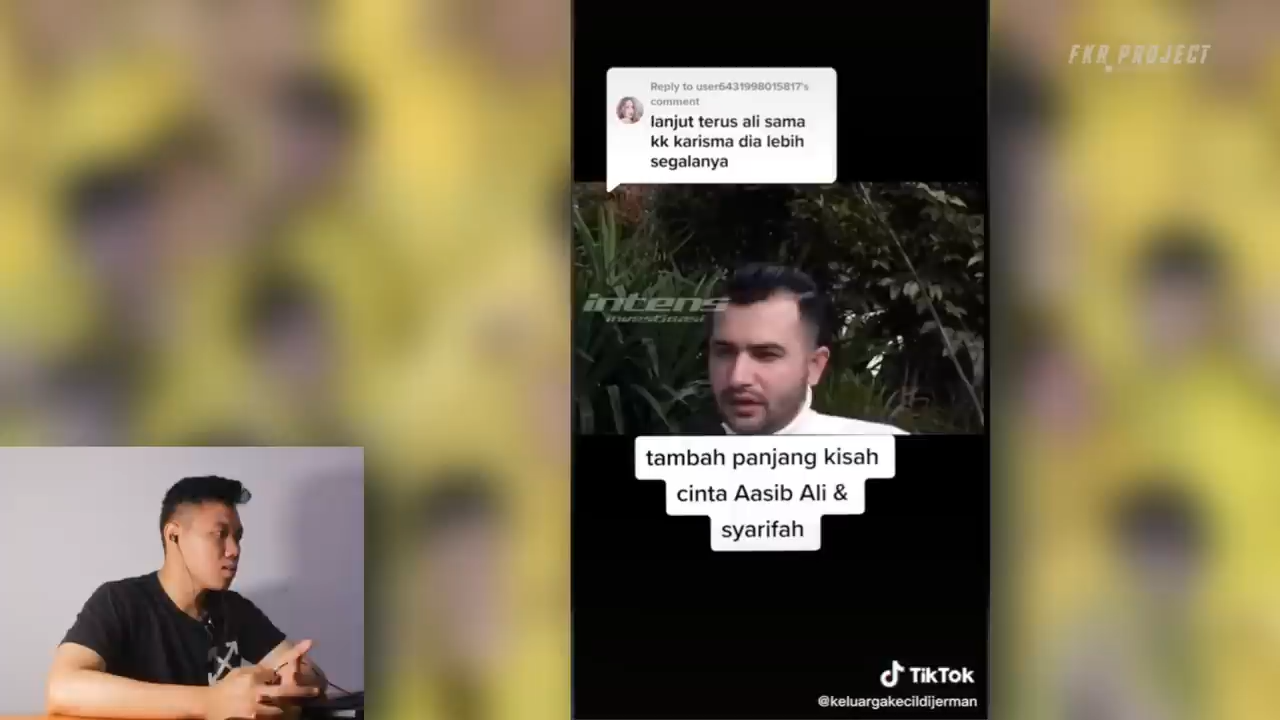 FKR PROJECT
Reply to user6431998015817's
comment
lanjut terus ali sama
kk karisma dia lebih
segalanya
intens
investigasi
tambah panjang kisah
cinta Aasib Ali &
syarifah
TikTok
@keluargakecildijerman